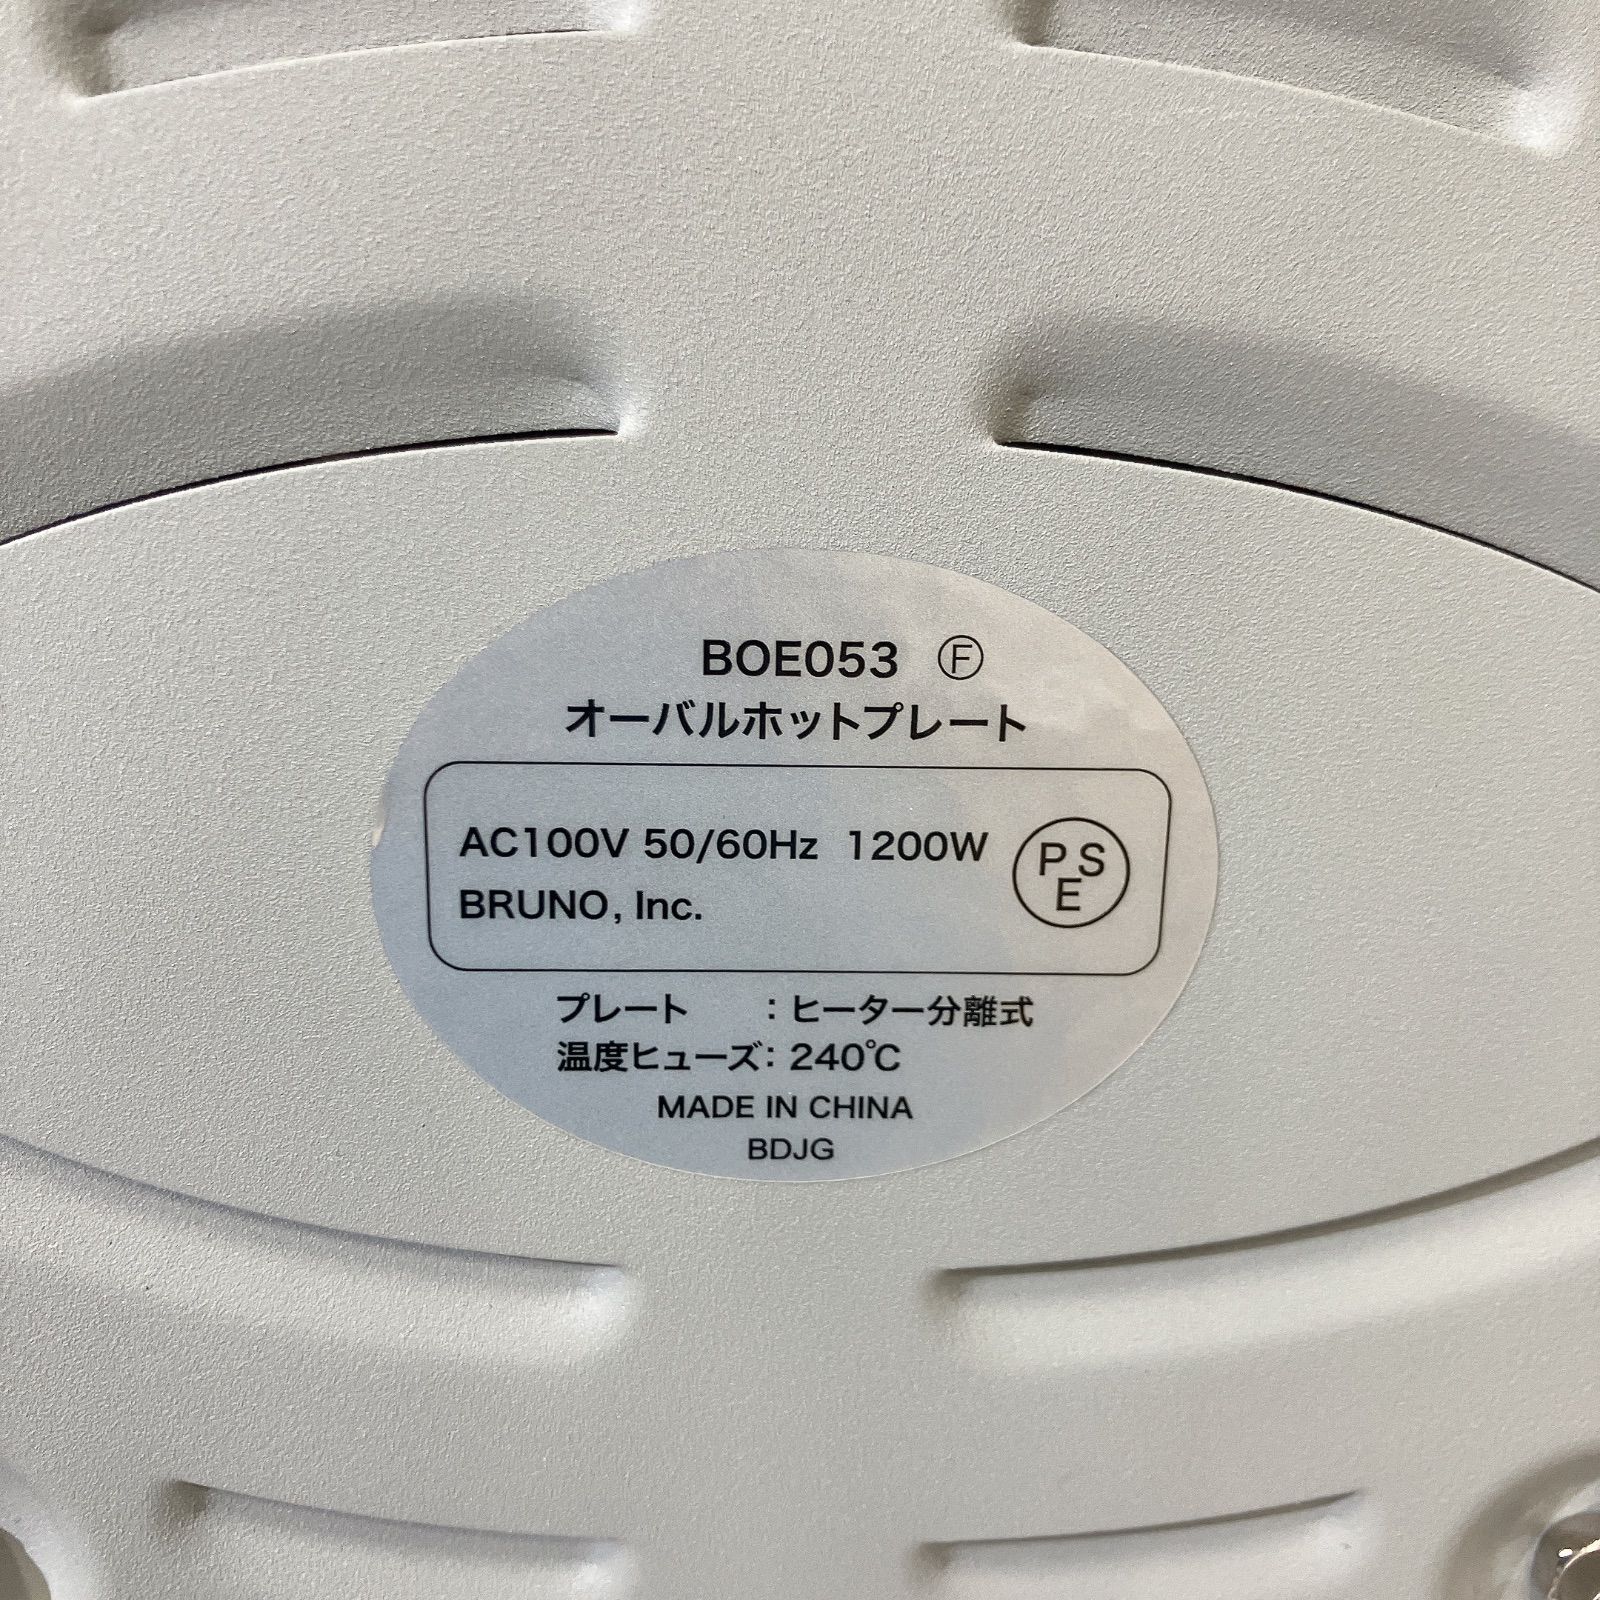 BOE053 Ⓕ
オーバルホットプレート
AC100V 50/60Hz 1200W
BRUNO, Inc.
PSE
プレート　　：ヒーター分離式
温度ヒューズ：240℃
MADE IN CHINA
BDJG